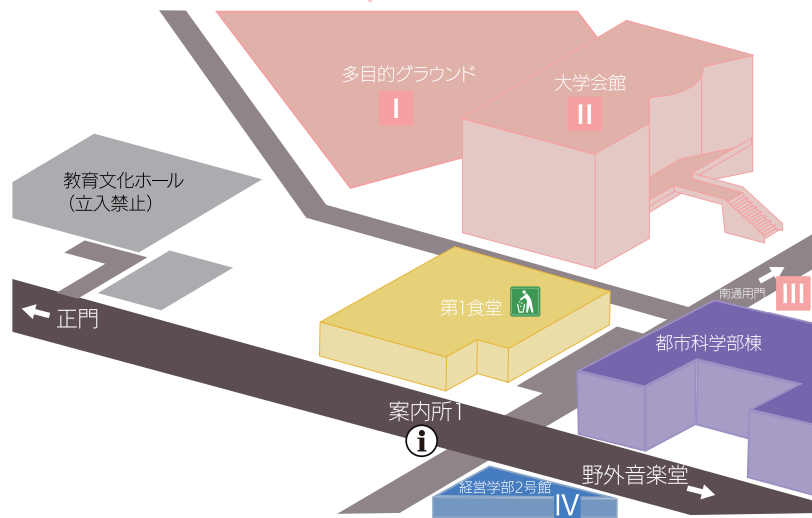 多目的グラウンド
I
大学会館
II
教育文化ホール
(立入禁止)
南通用門
III
第1食堂
正門
都市科学部棟
案内所1
i
野外音楽堂
経営学部2号館
IV